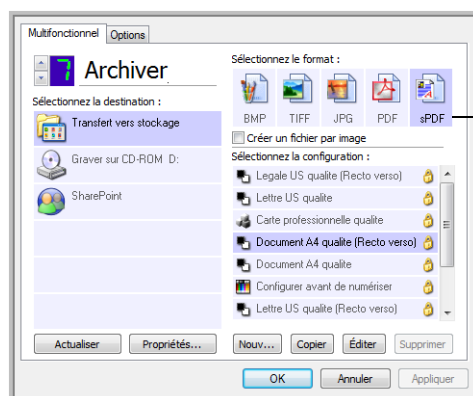 Multifonctionnel Options
7 Archiver
Sélectionnez la destination :
Transfert vers stockage
Graver sur CD-ROM D:
SharePoint
Actualiser Propriétés...
Sélectionnez le format :
BMP TIFF JPG PDF sPDF
Créer un fichier par image
Sélectionnez la configuration :
Legale US qualite (Recto verso)
Lettre US qualite
Carte professionnelle qualite
Document A4 qualite (Recto verso)
Document A4 qualite
Configurer avant de numériser
Lettre US qualite (Recto verso)
Nouv... Copier Éditer Supprimer
OK Annuler Appliquer